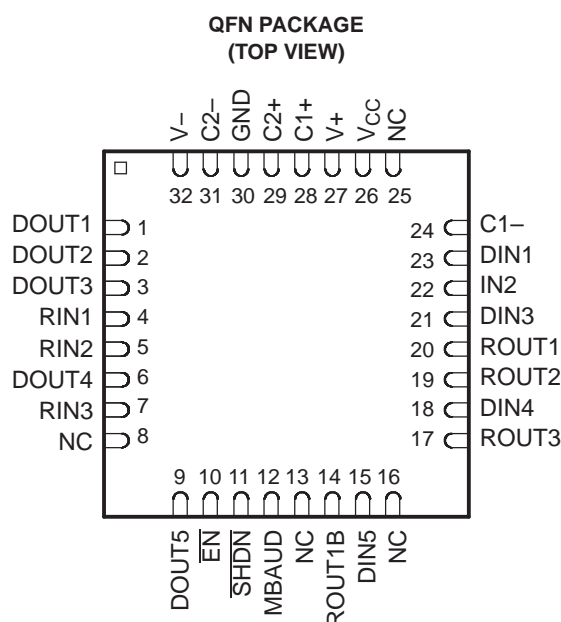 QFN PACKAGE
(TOP VIEW)
V–
C2–
GND
C2+
C1+
V+
VCC
NC
32 31 30 29 28 27 26 25
DOUT1 1
DOUT2 2
DOUT3 3
RIN1 4
RIN2 5
DOUT4 6
RIN3 7
NC 8
24 C1–
23 DIN1
22 IN2
21 DIN3
20 ROUT1
19 ROUT2
18 DIN4
17 ROUT3
9 10 11 12 13 14 15 16
DOUT5
EN
SHDN
MBAUD
NC
ROUT1B
DIN5
NC